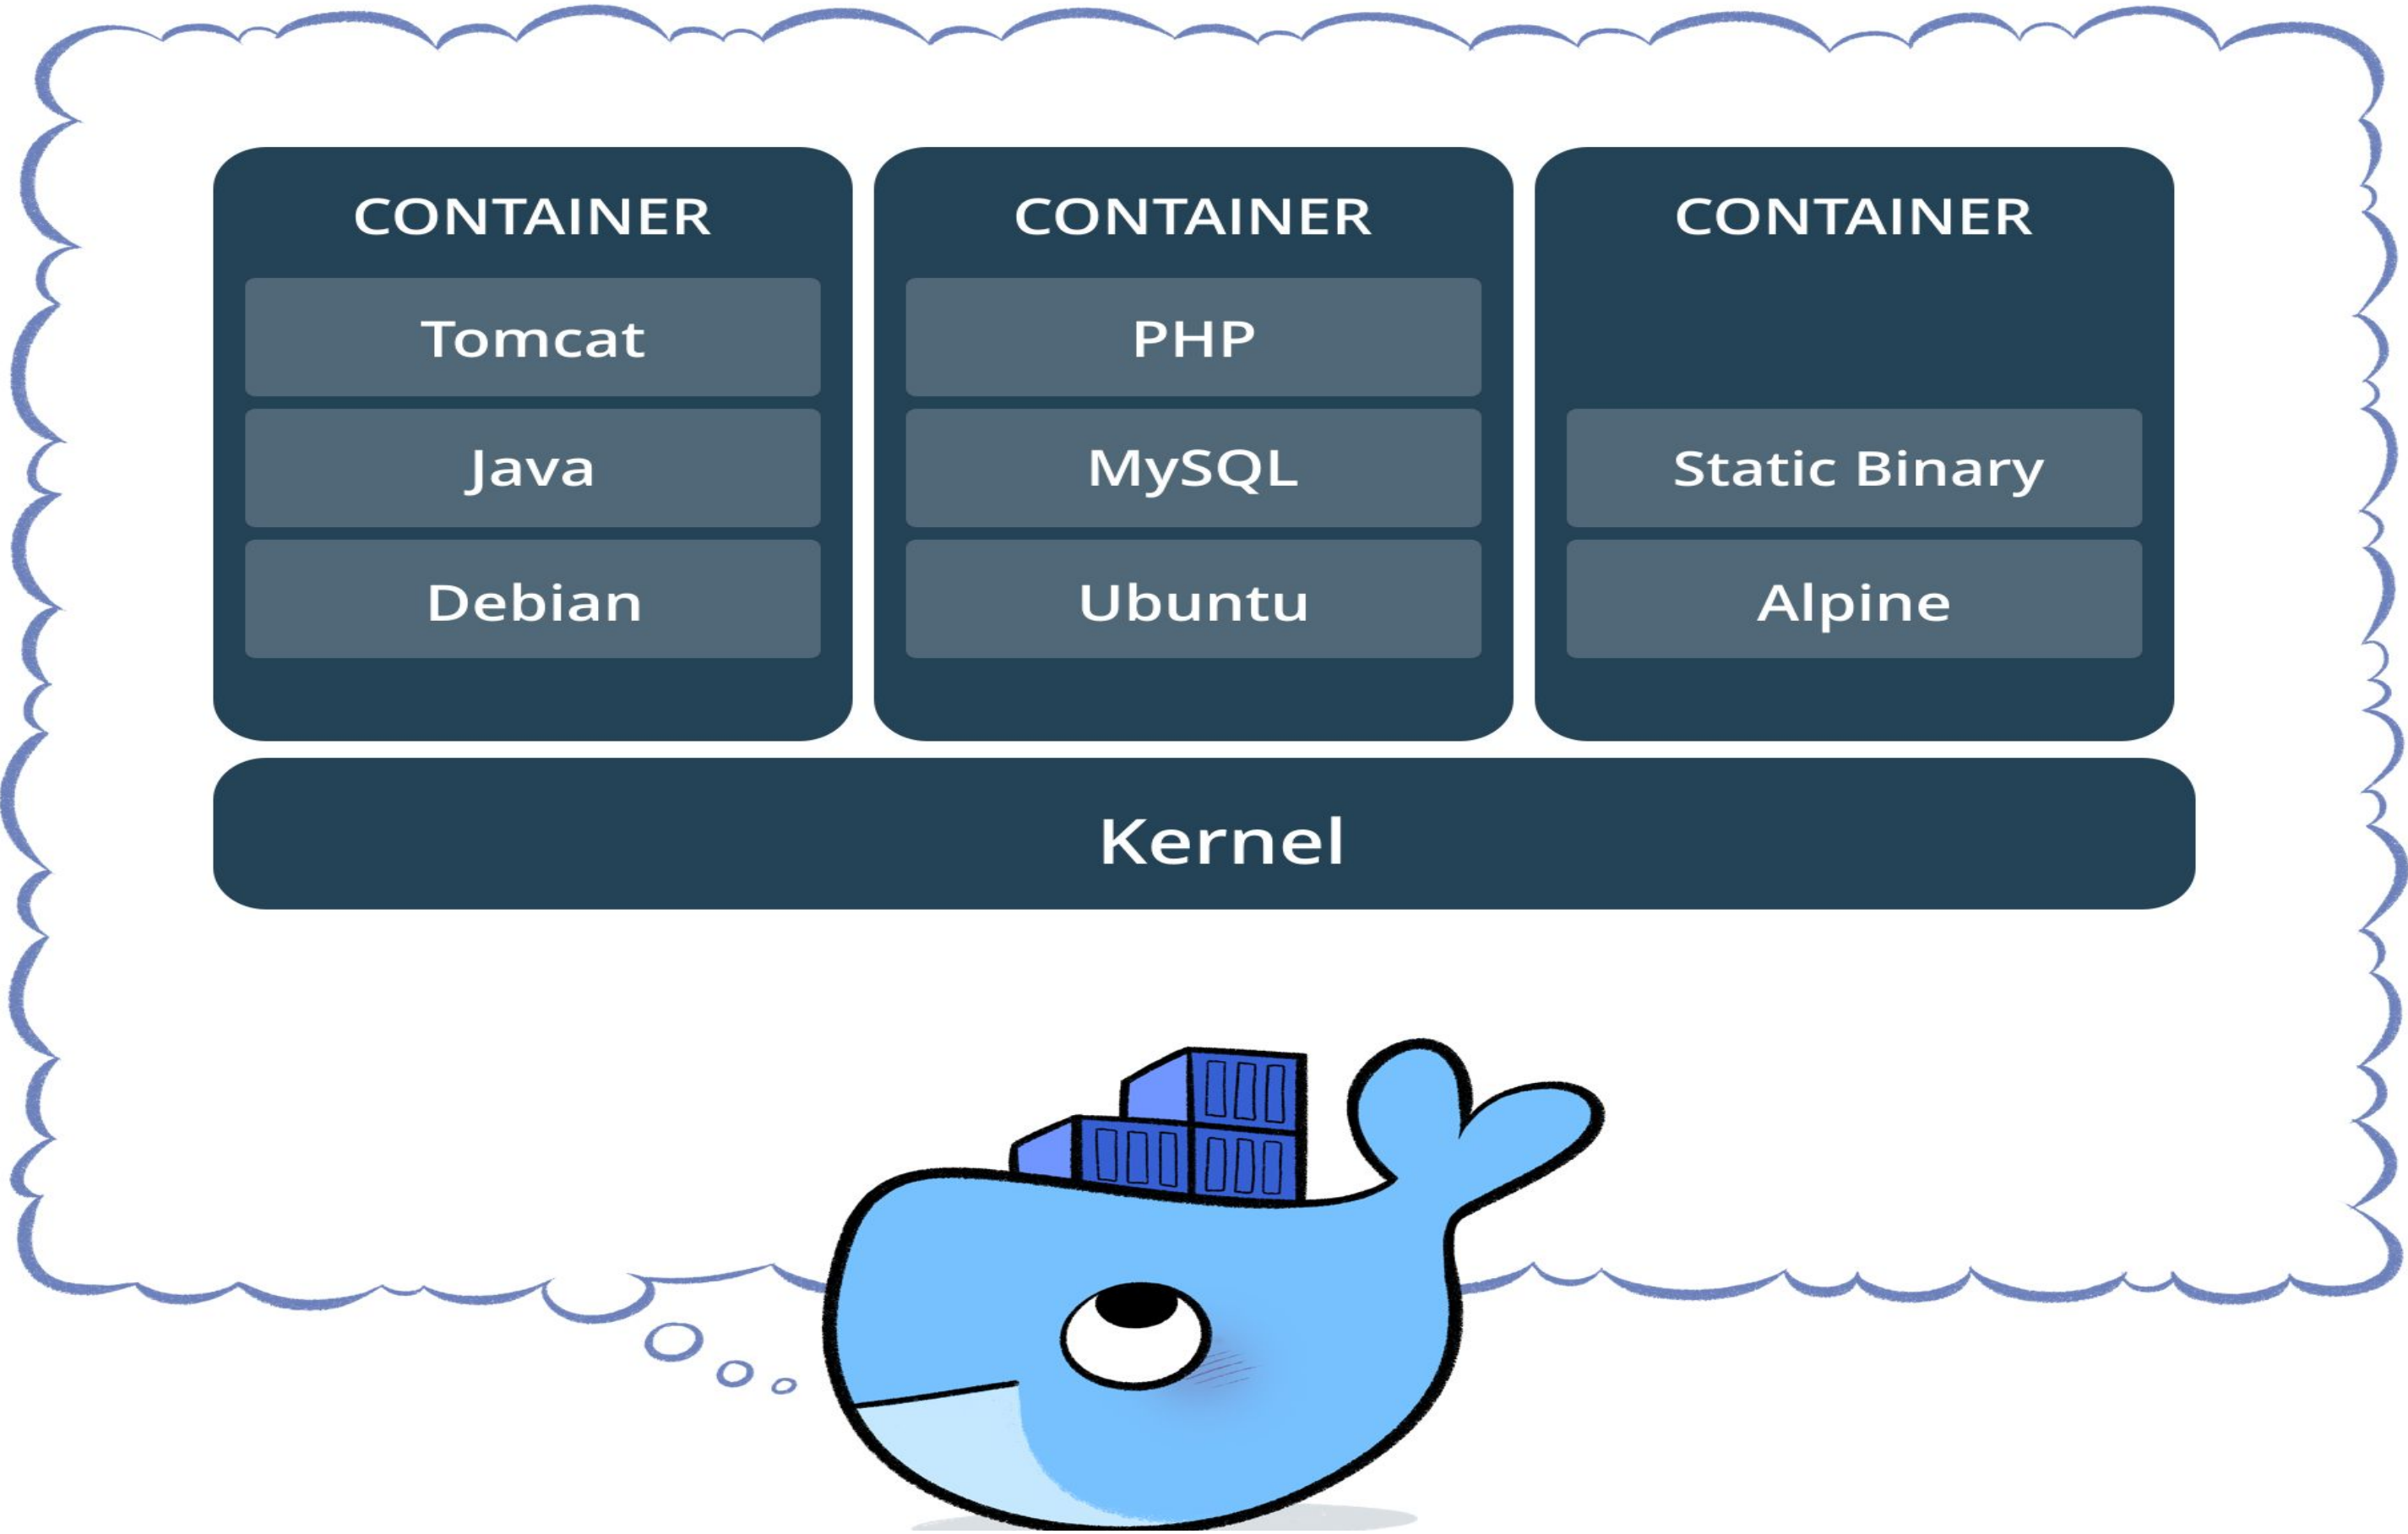 CONTAINER
Tomcat
Java
Debian
CONTAINER
PHP
MySQL
Ubuntu
CONTAINER
Static Binary
Alpine
Kernel